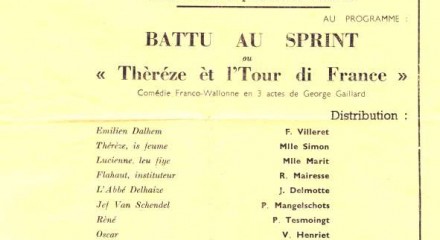 AU PROGRAMME :
BATTU AU SPRINT
ou
« Thèréze èt l'Tour di France »
Comédie Franco-Wallonne en 3 actes de George Gaillard
Distribution :
Emilien Dalhem F. Villeret
Thérèze, is feume Mlle Simon
Lucienne, leu fiye Mlle Marit
Flahaut, instituteur R. Mairesse
L'Abbé Delhaize J. Delmotte
Jef Van Schendel P. Mangelschots
Rèné P. Tesmoingt
Oscar V. Henriet